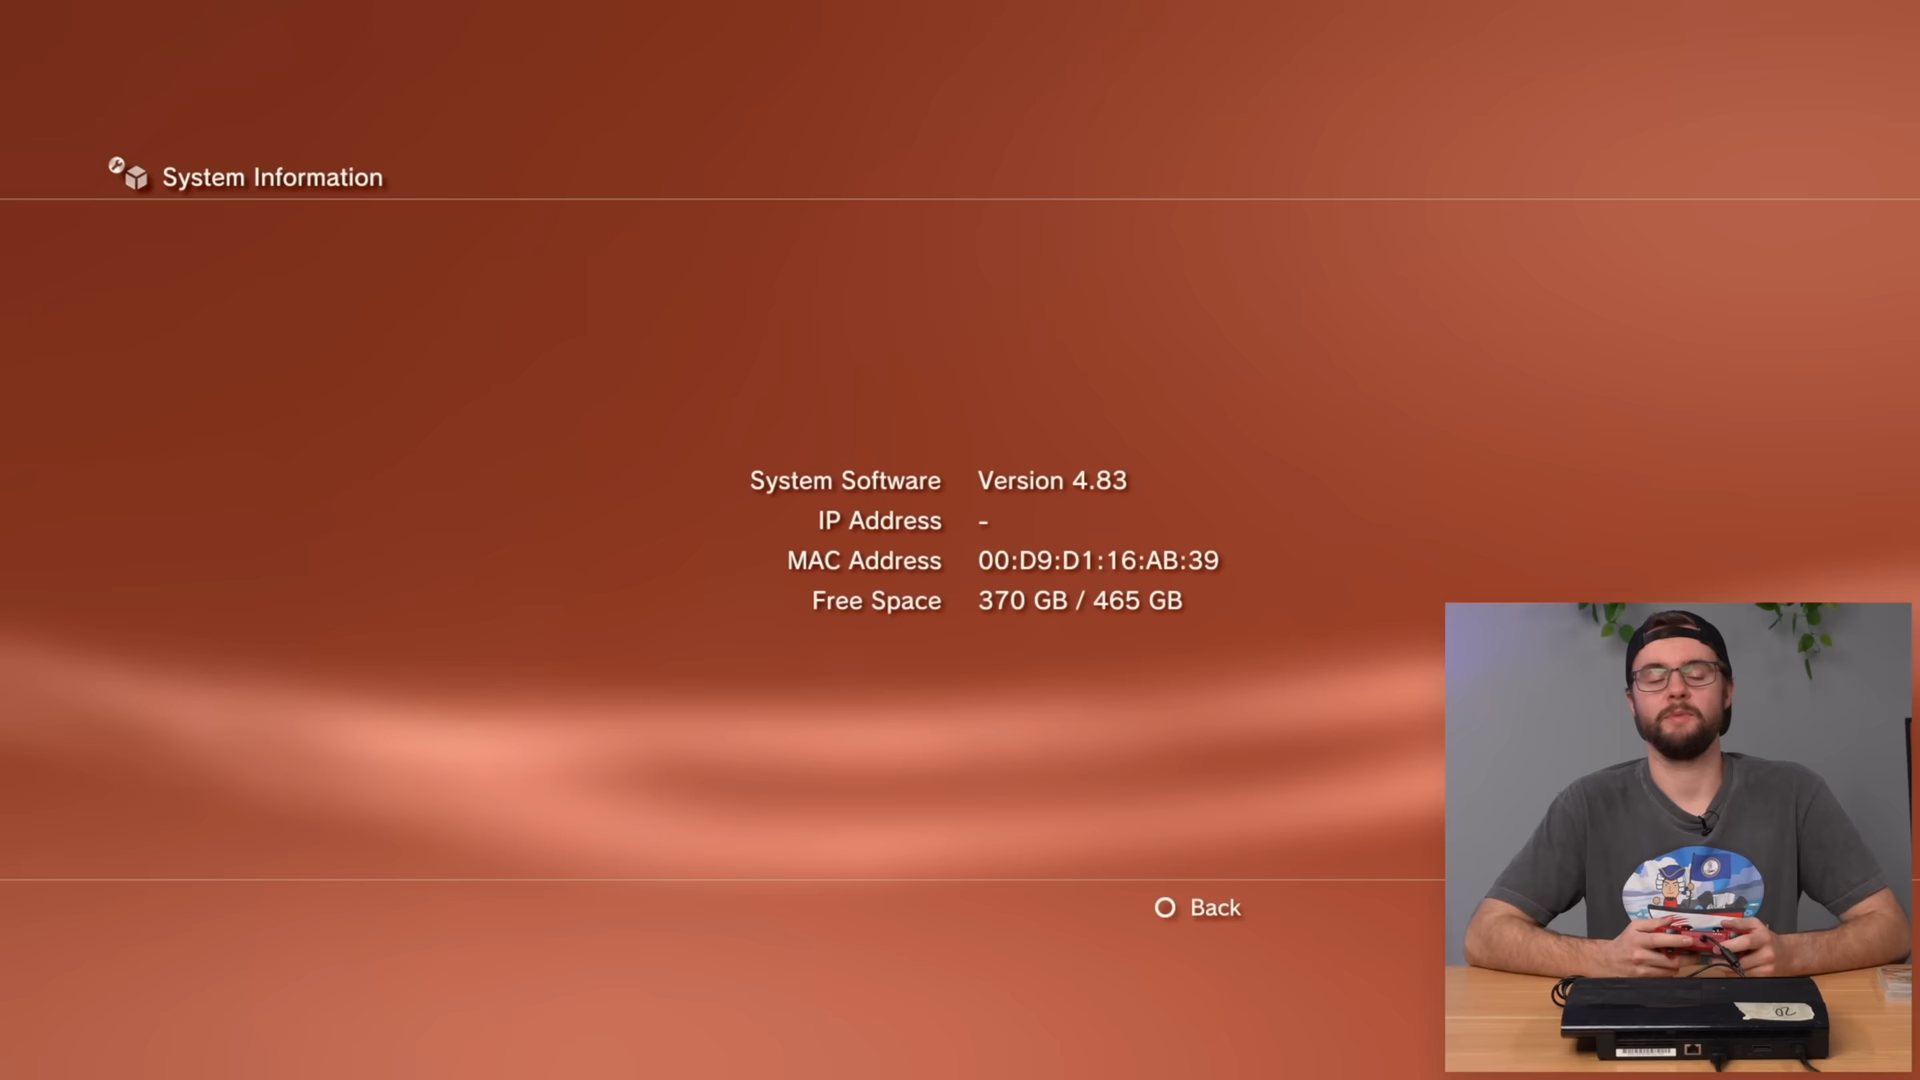 System Information
System Software Version 4.83
IP Address -
MAC Address 00:D9:D1:16:AB:39
Free Space 370 GB / 465 GB
Back